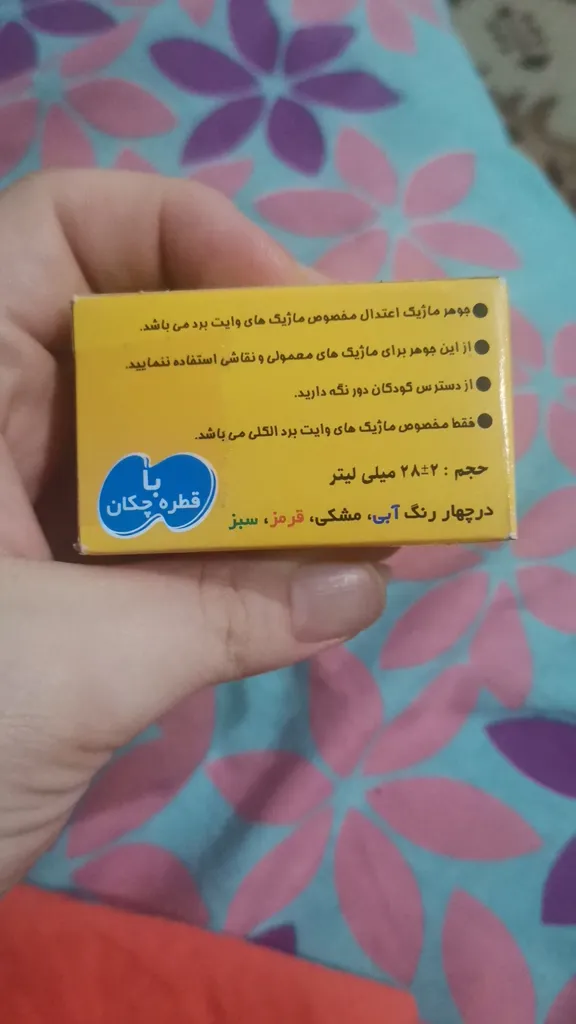 جوهر ماژیک اعتدال مخصوص ماژیک های وایت برد می باشد.
از این جوهر برای ماژیک های معمولی و نقاشی استفاده ننمایید.
از دسترس کودکان دور نگه دارید.
فقط مخصوص ماژیک های وایت برد الکلی می باشد.
حجم : ۲±۲۸ میلی لیتر
درچهار رنگ آبی، مشکی، قرمز، سبز
با
قطره چکان